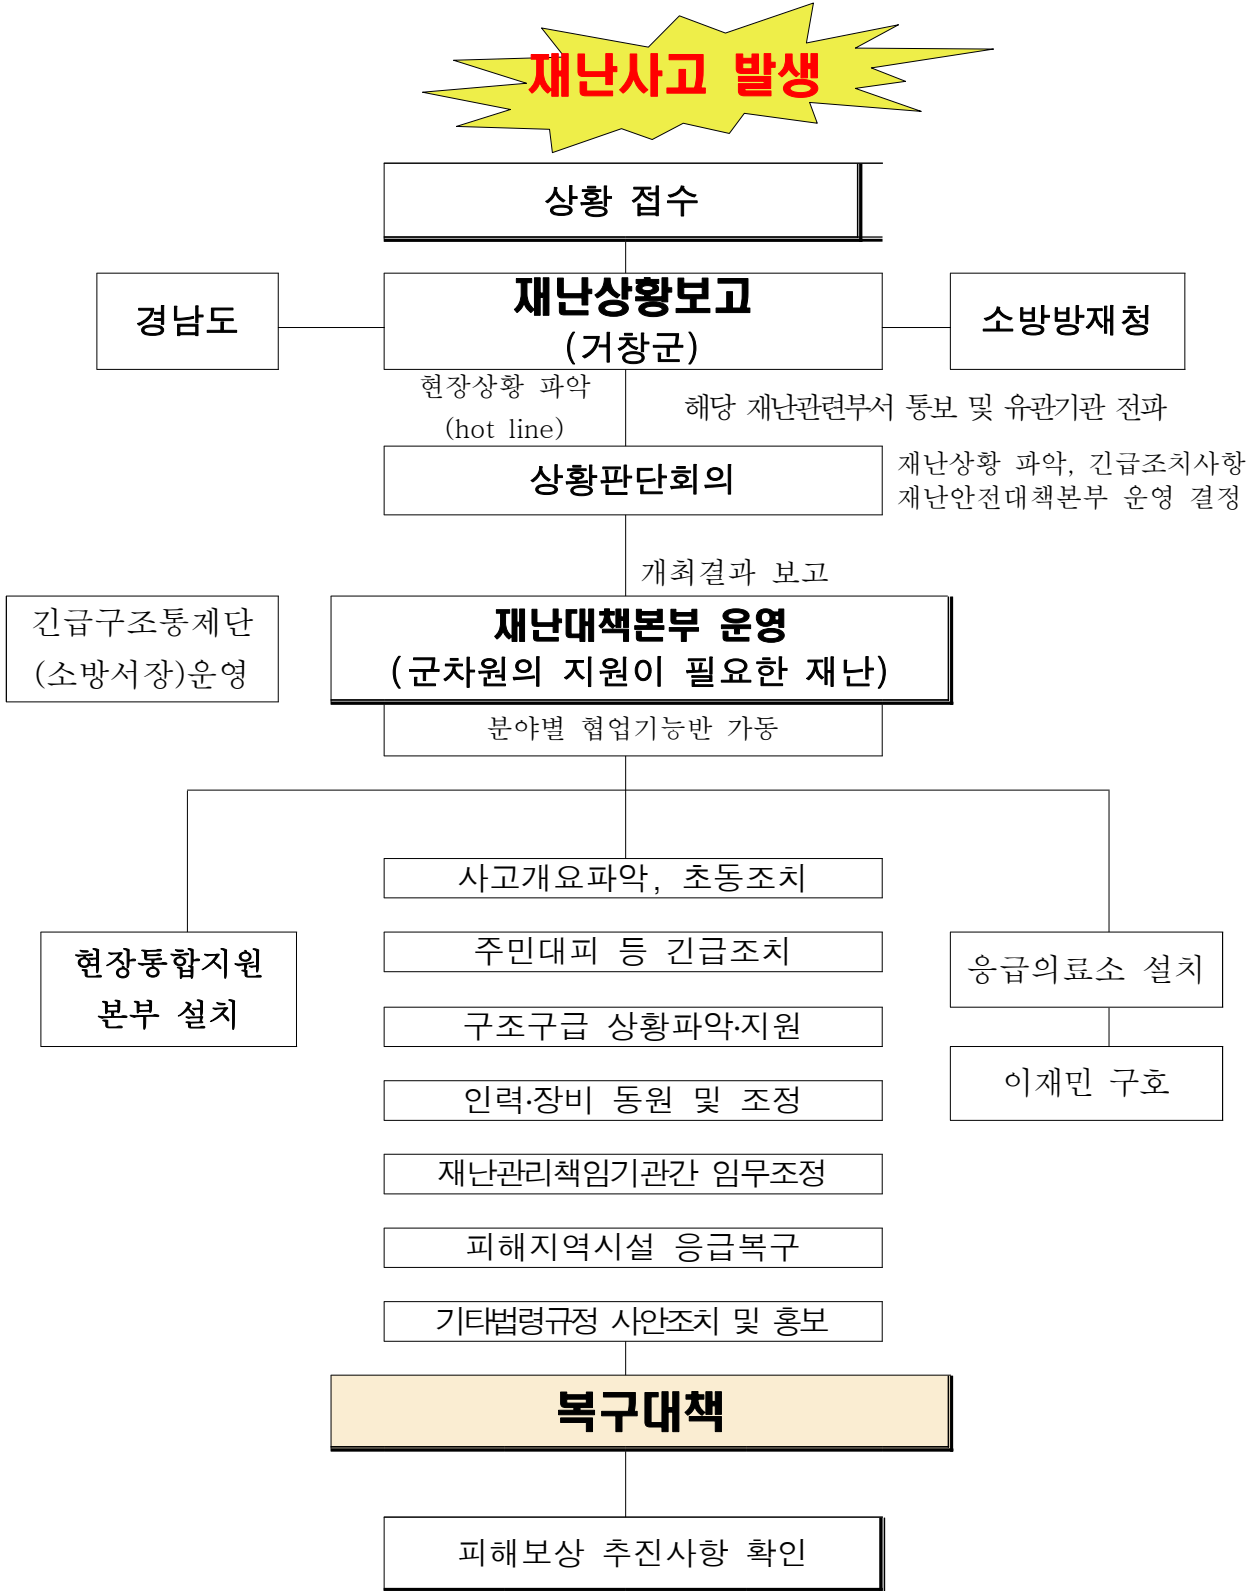 재난사고 발생
상황 접수
경남도
재난상황보고
(거창군)
소방방재청
현장상황 파악
(hot line)
해당 재난관련부서 통보 및 유관기관 전파
상황판단회의
재난상황 파악, 긴급조치사항
재난안전대책본부 운영 결정
개최결과 보고
긴급구조통제단
(소방서장)운영
재난대책본부 운영
(군차원의 지원이 필요한 재난)
분야별 협업기능반 가동
사고개요파악, 초동조치
현장통합지원
본부 설치
주민대피 등 긴급조치
응급의료소 설치
구조구급 상황파악·지원
이재민 구호
인력·장비 동원 및 조정
재난관리책임기관간 임무조정
피해지역시설 응급복구
기타법령규정 사안조치 및 홍보
복구대책
피해보상 추진사항 확인